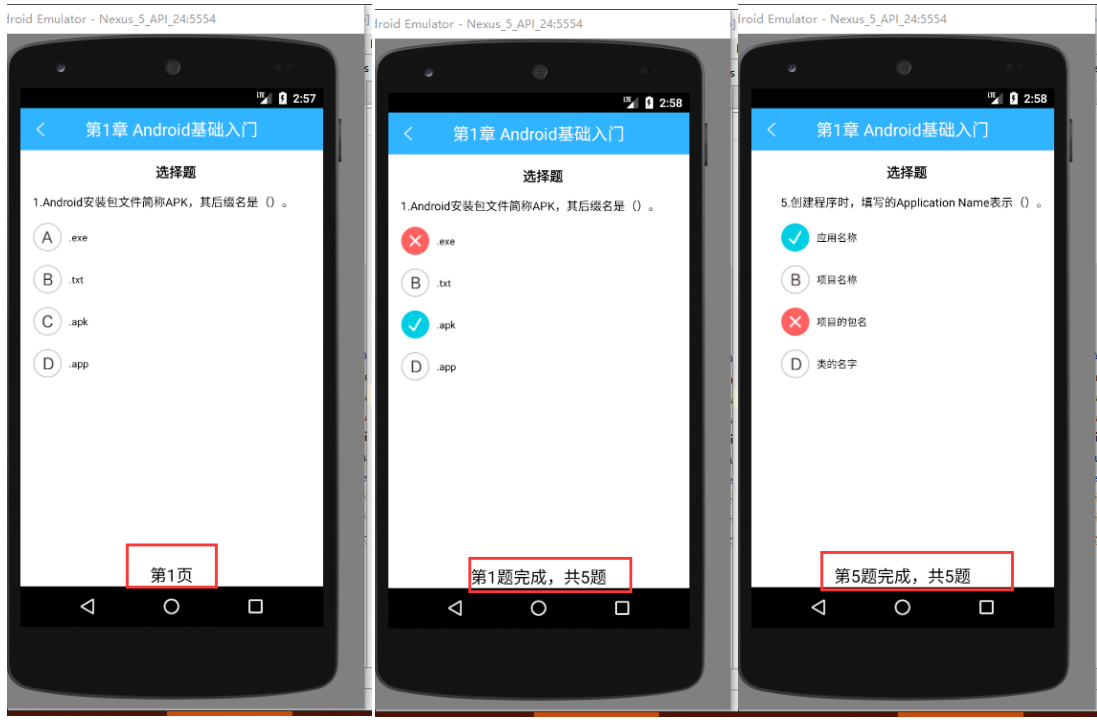 droid Emulator - Nexus_5_API_24:5554
LTE 2:57
第1章 Android基础入门
选择题
1.Android安装包文件简称APK，其后缀名是（）。
A .exe
B .txt
C .apk
D .app
第1页
droid Emulator - Nexus_5_API_24:5554
LTE 2:58
第1章 Android基础入门
选择题
1.Android安装包文件简称APK，其后缀名是（）。
.exe
B .txt
.apk
D .app
第1题完成，共5题
droid Emulator - Nexus_5_API_24:5554
LTE 2:58
第1章 Android基础入门
选择题
5.创建程序时，填写的Application Name表示（）。
应用名称
B 项目名称
项目的包名
D 类的名字
第5题完成，共5题